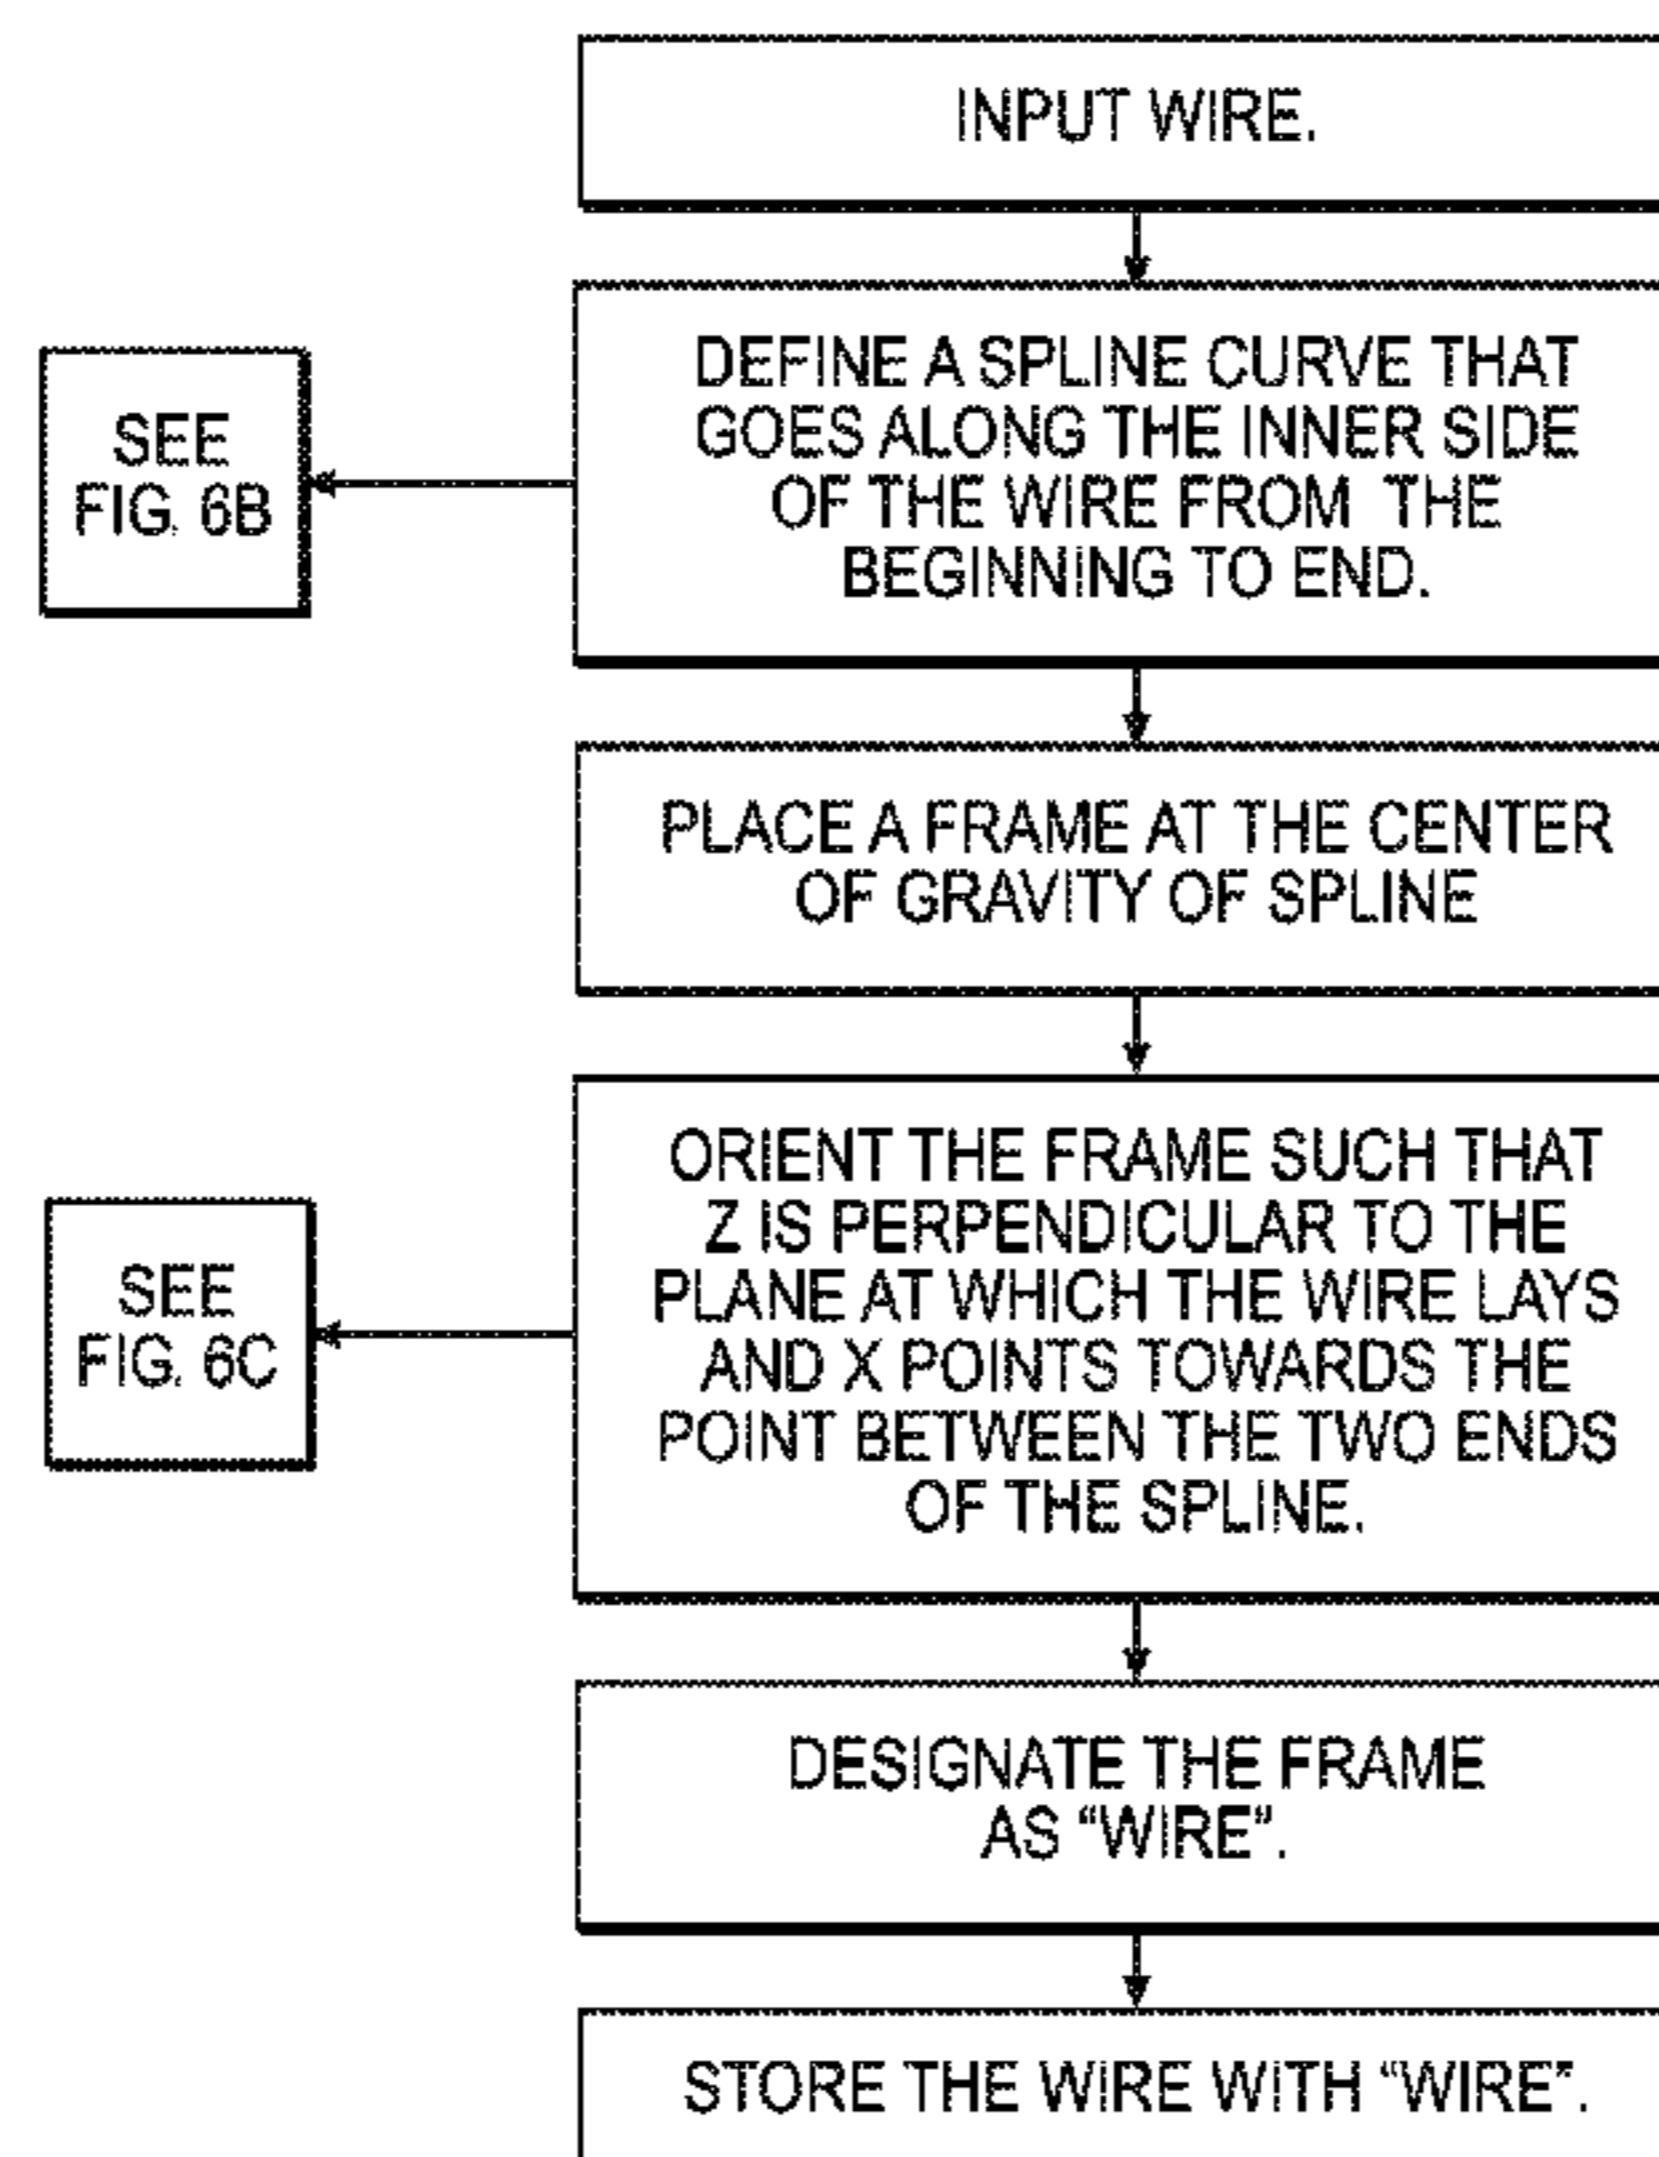 INPUT WIRE.
DEFINE A SPLINE CURVE THAT
GOES ALONG THE INNER SIDE
OF THE WIRE FROM THE
BEGINNING TO END.
SEE
FIG. 6B
PLACE A FRAME AT THE CENTER
OF GRAVITY OF SPLINE
ORIENT THE FRAME SUCH THAT
Z IS PERPENDICULAR TO THE
PLANE AT WHICH THE WIRE LAYS
AND X POINTS TOWARDS THE
POINT BETWEEN THE TWO ENDS
OF THE SPLINE.
SEE
FIG. 6C
DESIGNATE THE FRAME
AS “WIRE”.
STORE THE WIRE WITH “WIRE”.